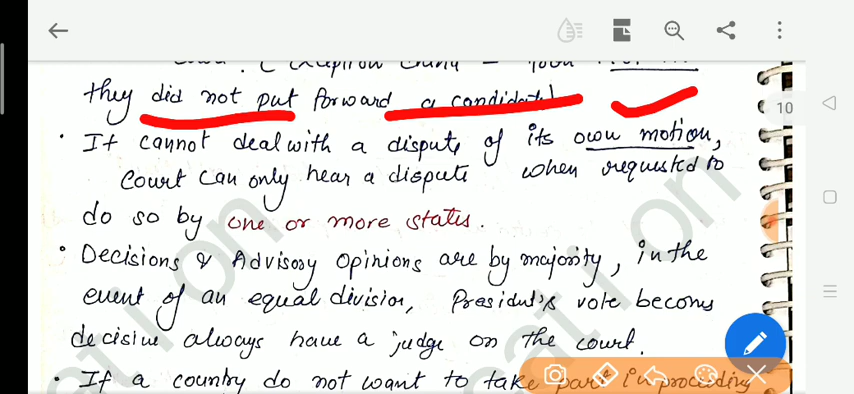 they did not put forward a candidate)
10
· It cannot deal with a dispute of its own motion,
Court can only hear a dispute when requested to
do so by one or more states.
· Decisions & Advisory Opinions are by majority, in the
event of an equal division, President's vote becomes
decisive always have a judge on the court.
· If a country do not want to take part in proceeding